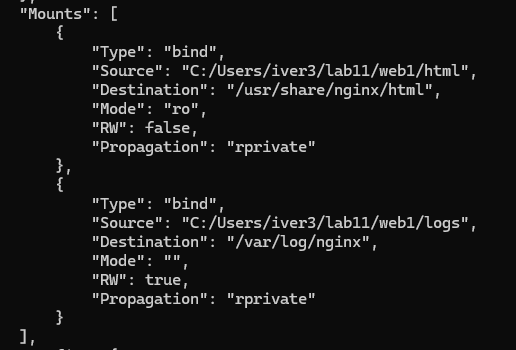 "Mounts": [
{
"Type": "bind",
"Source": "C:/Users/iver3/lab11/web1/html",
"Destination": "/usr/share/nginx/html",
"Mode": "ro",
"RW": false,
"Propagation": "rprivate"
},
{
"Type": "bind",
"Source": "C:/Users/iver3/lab11/web1/logs",
"Destination": "/var/log/nginx",
"Mode": "",
"RW": true,
"Propagation": "rprivate"
}
],